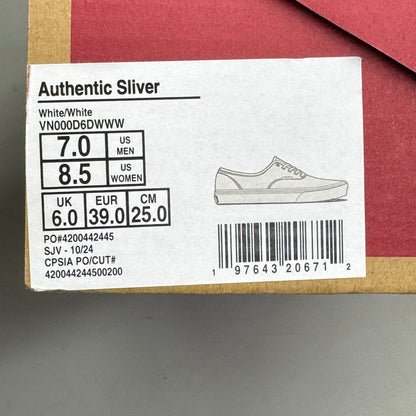 Authentic Sliver
White/White
VN000D6DWWW
7.0 US MEN
8.5 US WOMEN
UK EUR CM
6.0 39.0 25.0
PO#4200442445
SJV - 10/24
CPSIA PO/CUT#
420044244500200
1 97643 20671 2